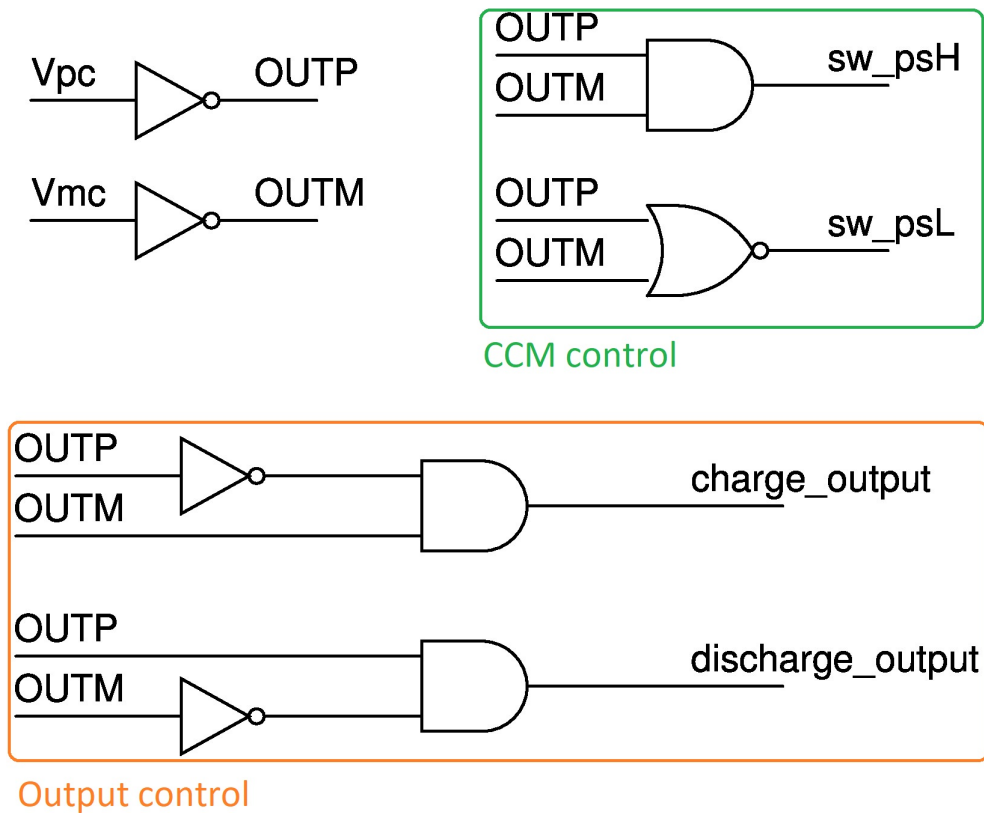 Vpc
OUTP
Vmc
OUTM
OUTP
OUTM
sw_psH
OUTP
OUTM
sw_psL
CCM control
OUTP
OUTM
charge_output
OUTP
OUTM
discharge_output
Output control